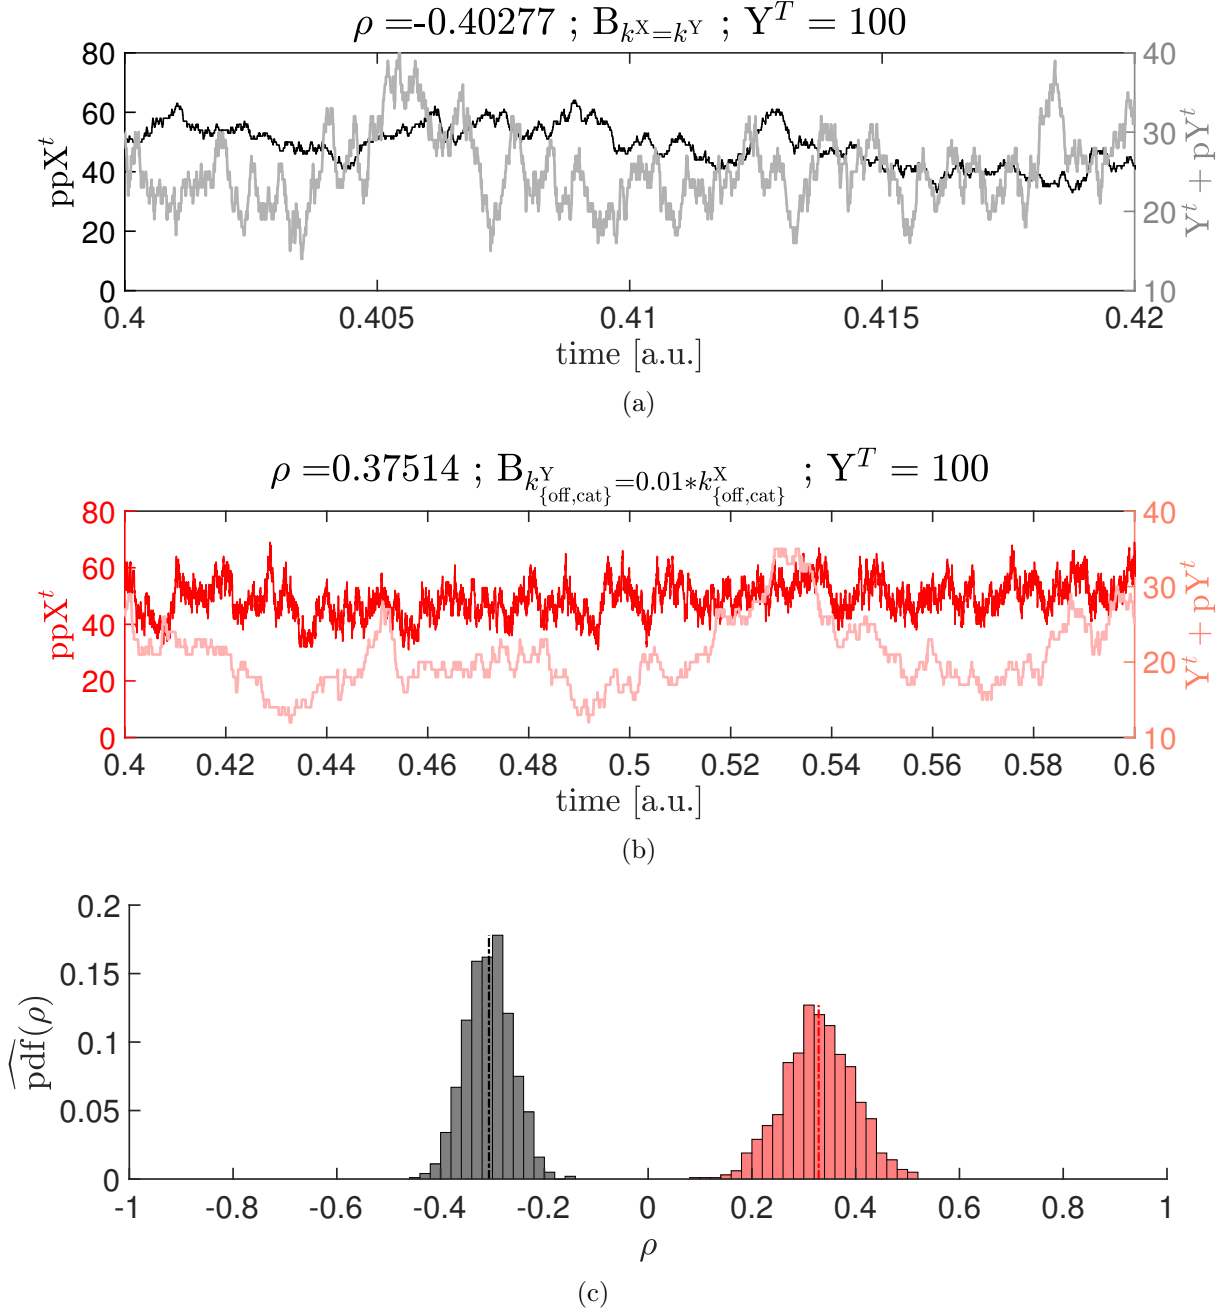 ρ =-0.40277 ; B_{k^X=k^Y} ; Y^T = 100
80
60
40
20
0
ppX^t
40
30
20
10
Y^t + pY^t
0.4 0.405 0.41 0.415 0.42
time [a.u.]
(a)
ρ =0.37514 ; B_{k^Y_{{off,cat}}=0.01*k^X_{{off,cat}}} ; Y^T = 100
80
60
40
20
0
ppX^t
40
30
20
10
Y^t + pY^t
0.4 0.42 0.44 0.46 0.48 0.5 0.52 0.54 0.56 0.58 0.6
time [a.u.]
(b)
0.2
0.15
0.1
0.05
0
\widehat{pdf}(ρ)
-1 -0.8 -0.6 -0.4 -0.2 0 0.2 0.4 0.6 0.8 1
ρ
(c)